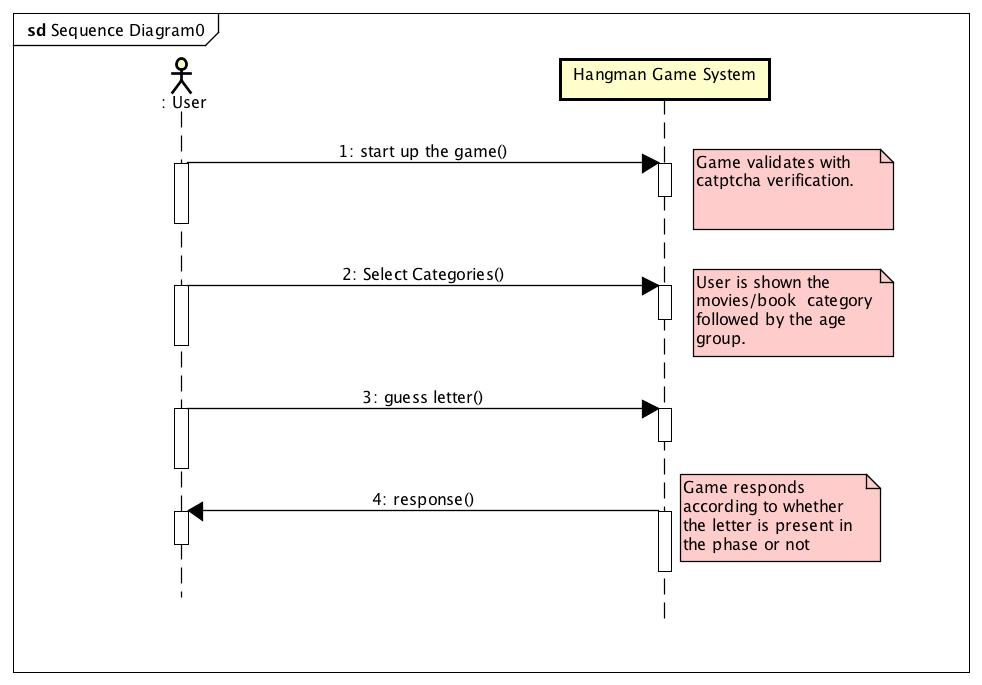 sd Sequence Diagram0
: User
Hangman Game System
1: start up the game()
Game validates with
catptcha verification.
2: Select Categories()
User is shown the
movies/book  category
followed by the age
group.
3: guess letter()
4: response()
Game responds
according to whether
the letter is present in
the phase or not